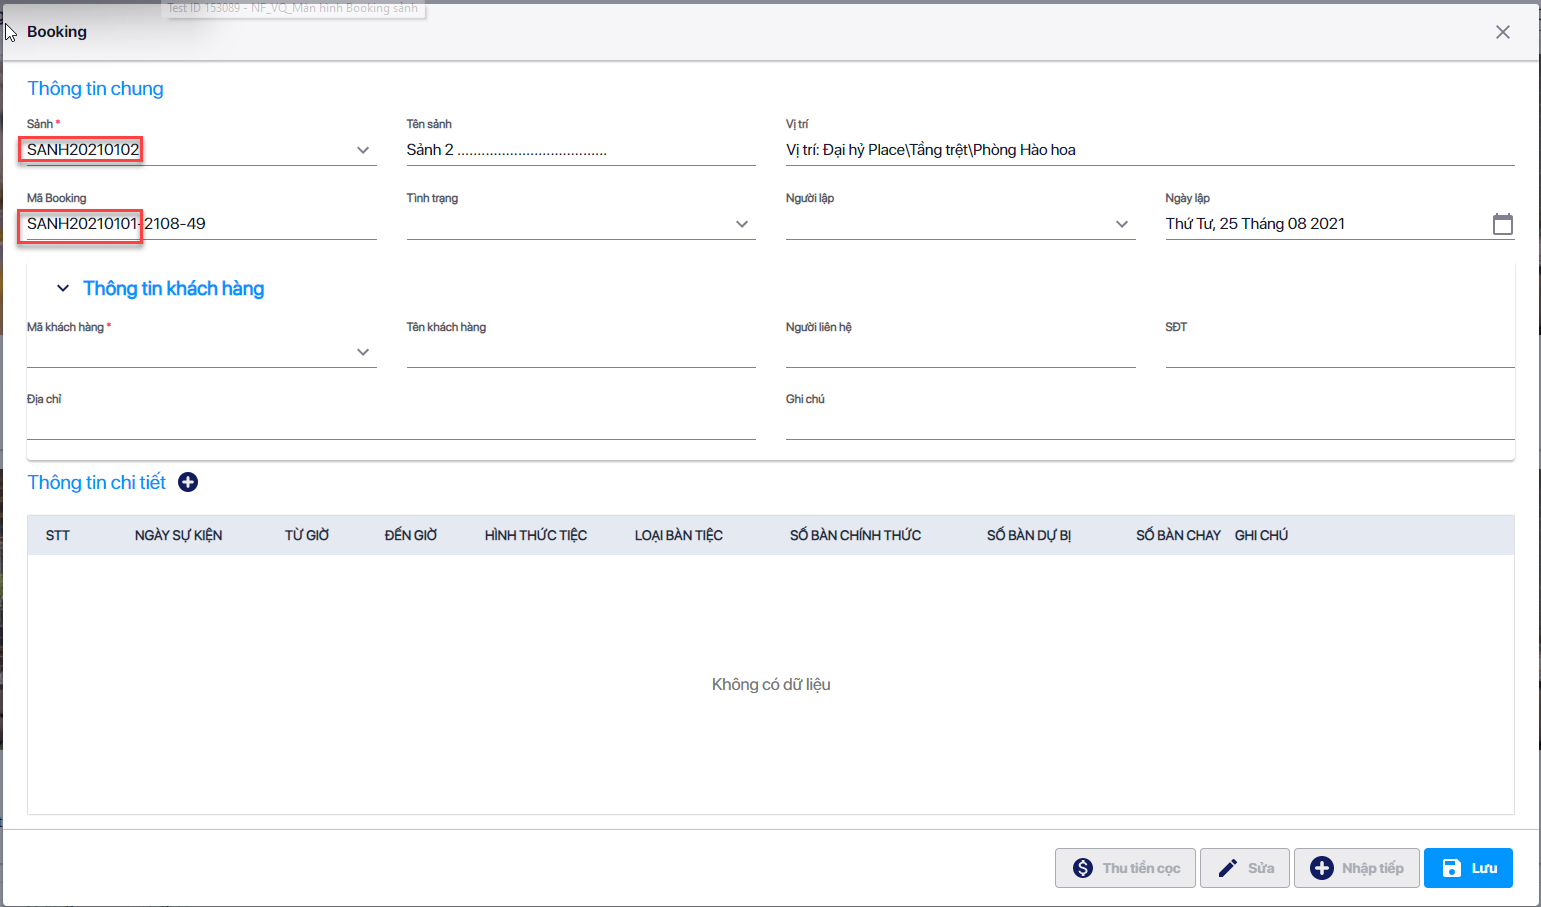 Test ID 153089 - NF_VQ_Màn hình Booking sảnh
Booking
Thông tin chung
Sảnh *
Tên sảnh
Vị trí
SANH20210102
Sảnh 2 .....................................
Vị trí: Đại hỷ Place\Tầng trệt\Phòng Hào hoa
Mã Booking
Tình trạng
Người lập
Ngày lập
SANH20210101-2108-49
Thứ Tư, 25 Tháng 08 2021
Thông tin khách hàng
Mã khách hàng *
Tên khách hàng
Người liên hệ
SĐT
Địa chỉ
Ghi chú
Thông tin chi tiết
STT NGÀY SỰ KIỆN TỪ GIỜ ĐẾN GIỜ HÌNH THỨC TIỆC LOẠI BÀN TIỆC SỐ BÀN CHÍNH THỨC SỐ BÀN DỰ BỊ SỐ BÀN CHAY GHI CHÚ
Không có dữ liệu
Thu tiền cọc
Sửa
Nhập tiếp
Lưu